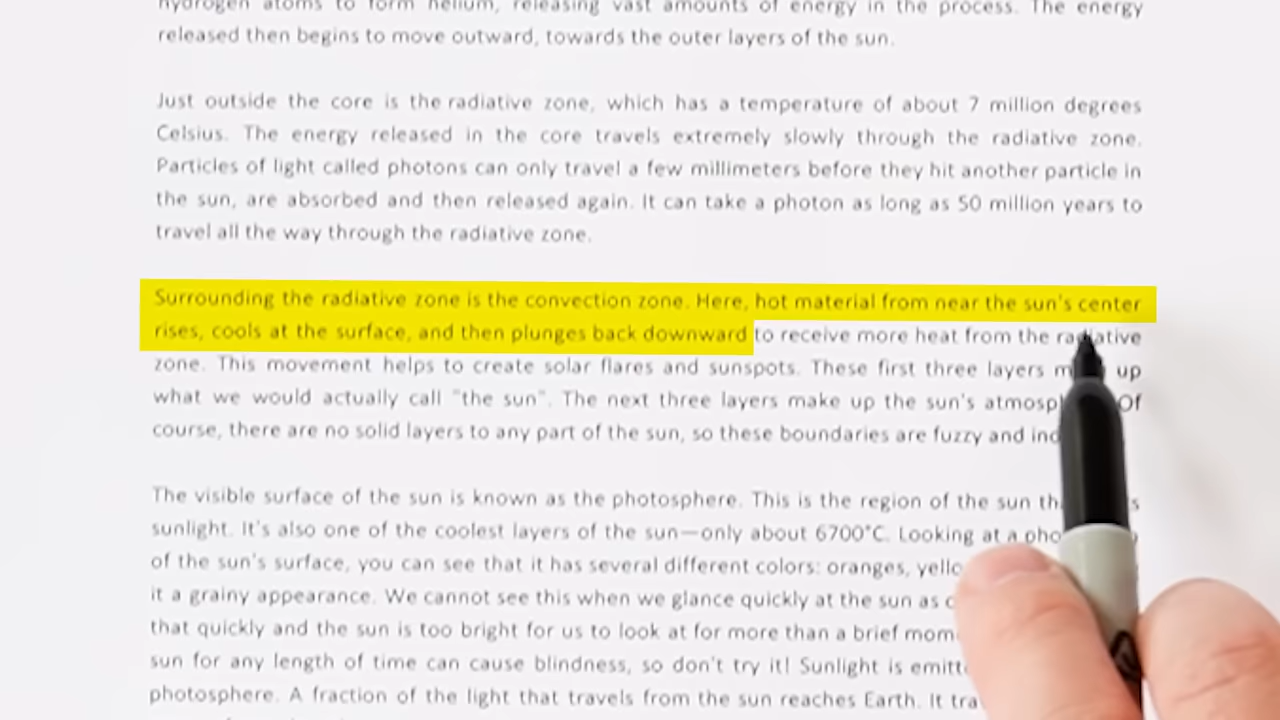 hydrogen atoms to form helium, releasing vast amounts of energy in the process. The energy
released then begins to move outward, towards the outer layers of the sun.
Just outside the core is the radiative zone, which has a temperature of about 7 million degrees
Celsius. The energy released in the core travels extremely slowly through the radiative zone.
Particles of light called photons can only travel a few millimeters before they hit another particle in
the sun, are absorbed and then released again. It can take a photon as long as 50 million years to
travel all the way through the radiative zone.
Surrounding the radiative zone is the convection zone. Here, hot material from near the sun's center
rises, cools at the surface, and then plunges back downward to receive more heat from the radiative
zone. This movement helps to create solar flares and sunspots. These first three layers up
what we would actually call "the sun". The next three layers make up the sun's Of
course, there are no solid layers to any part of the sun, so these boundaries are fuzzy and
The visible surface of the sun is known as the photosphere. This is the region of the sun
sunlight. It's also one of the coolest layers of the sun—only about 6700°C. Looking at a
of the sun's surface, you can see that it has several different colors: oranges,
it a grainy appearance. We cannot see this when we glance quickly at the sun as
that quickly and the sun is too bright for us to look at for more than a brief
sun for any length of time can cause blindness, so don't try it! Sunlight is
photosphere. A fraction of the light that travels from the sun reaches Earth. It